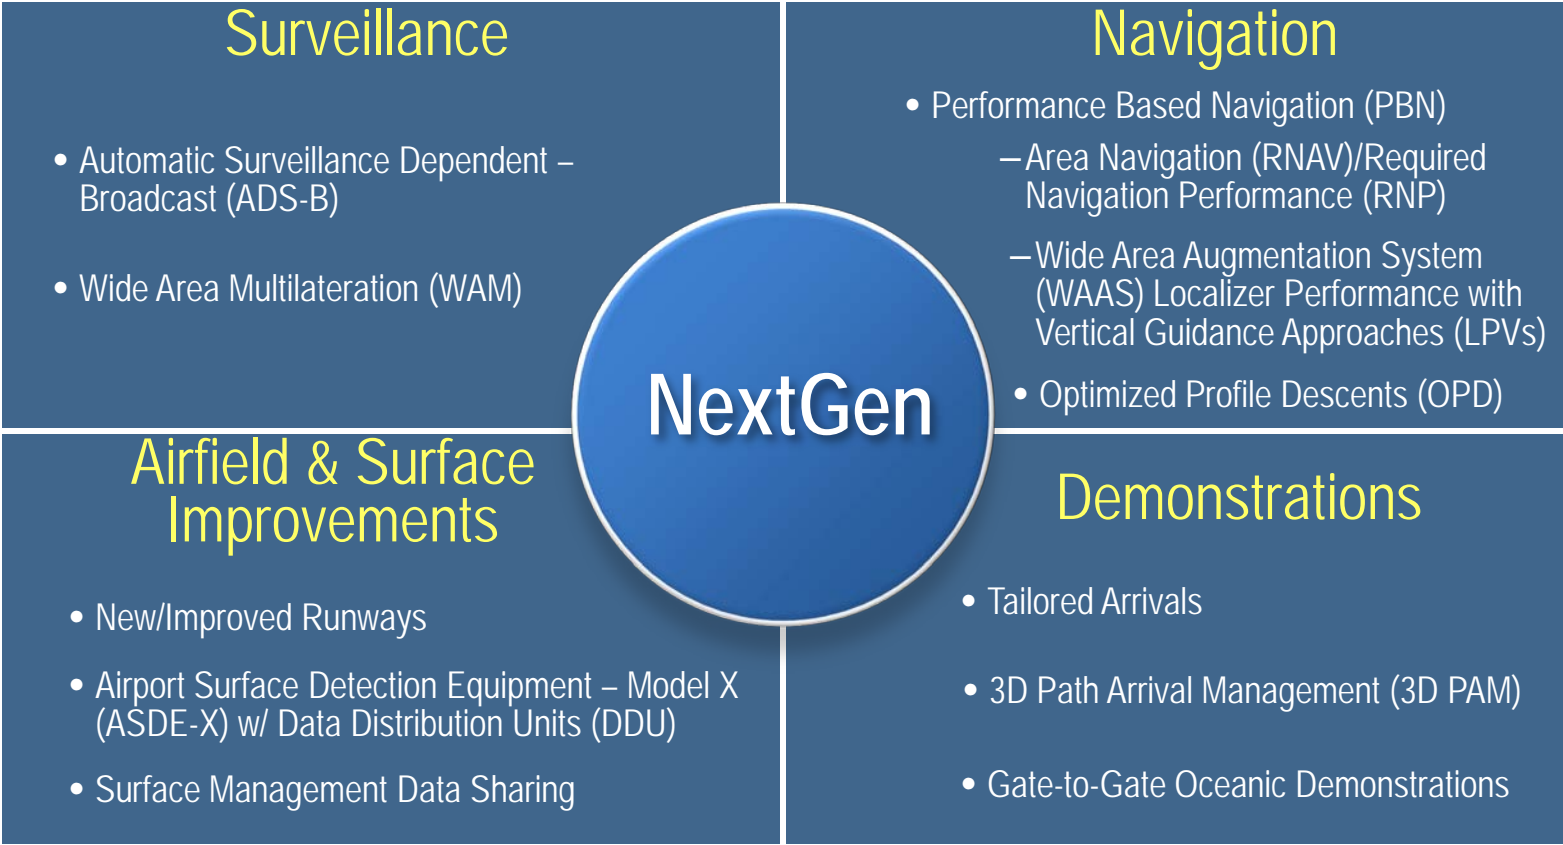 Surveillance
• Automatic Surveillance Dependent –
Broadcast (ADS-B)
• Wide Area Multilateration (WAM)
Navigation
• Performance Based Navigation (PBN)
– Area Navigation (RNAV)/Required
Navigation Performance (RNP)
– Wide Area Augmentation System
(WAAS) Localizer Performance with
Vertical Guidance Approaches (LPVs)
• Optimized Profile Descents (OPD)
NextGen
Airfield & Surface
Improvements
• New/Improved Runways
• Airport Surface Detection Equipment – Model X
(ASDE-X) w/ Data Distribution Units (DDU)
• Surface Management Data Sharing
Demonstrations
• Tailored Arrivals
• 3D Path Arrival Management (3D PAM)
• Gate-to-Gate Oceanic Demonstrations